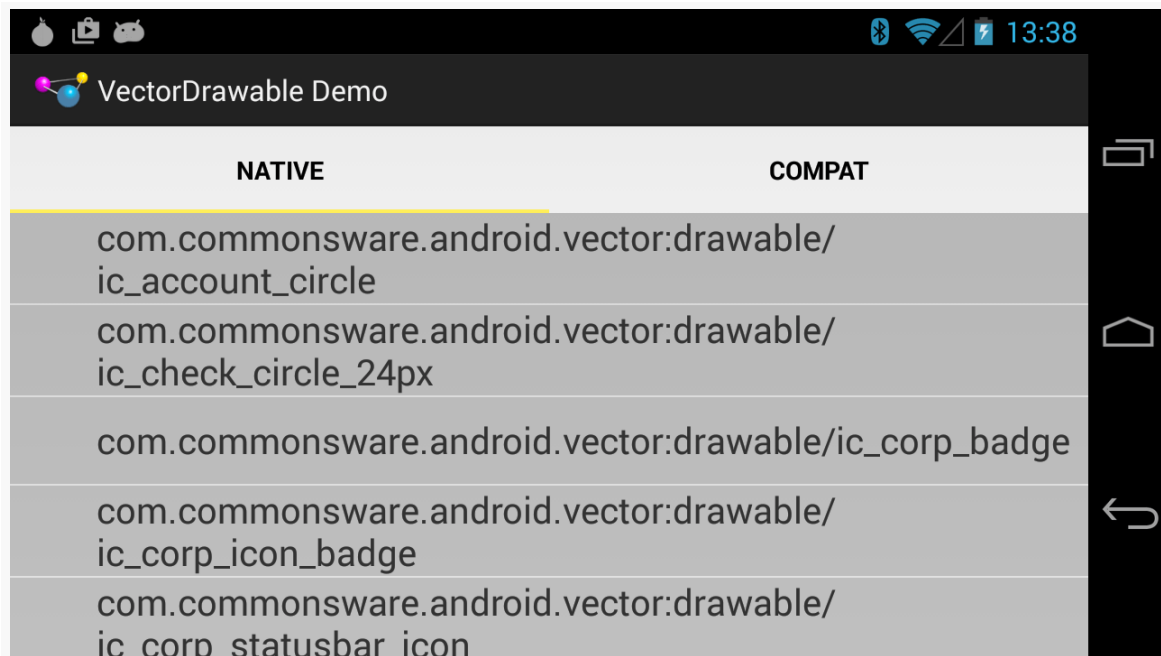 13:38
VectorDrawable Demo
NATIVE
COMPAT
com.commonsware.android.vector:drawable/
ic_account_circle
com.commonsware.android.vector:drawable/
ic_check_circle_24px
com.commonsware.android.vector:drawable/ic_corp_badge
com.commonsware.android.vector:drawable/
ic_corp_icon_badge
com.commonsware.android.vector:drawable/
ic_corp_statusbar_icon